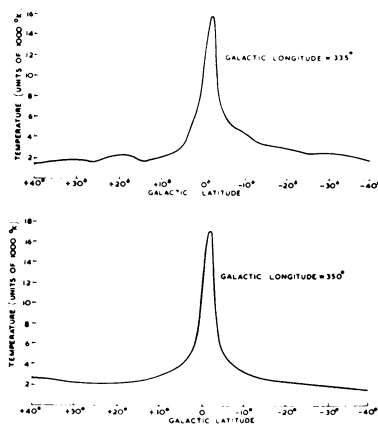 TEMPERATURE (UNITS OF 1000 °K)
16
14
12
10
8
6
4
2
GALACTIC LONGITUDE = 335°
+40° +30° +20° +10° 0° -10° -20° -30° -40°
GALACTIC LATITUDE
TEMPERATURE (UNITS OF 1000 °K)
18
16
14
12
10
8
6
4
2
GALACTIC LONGITUDE = 350°
+40° +30° +20° +10° 0° -10° -20° -30° -40°
GALACTIC LATITUDE